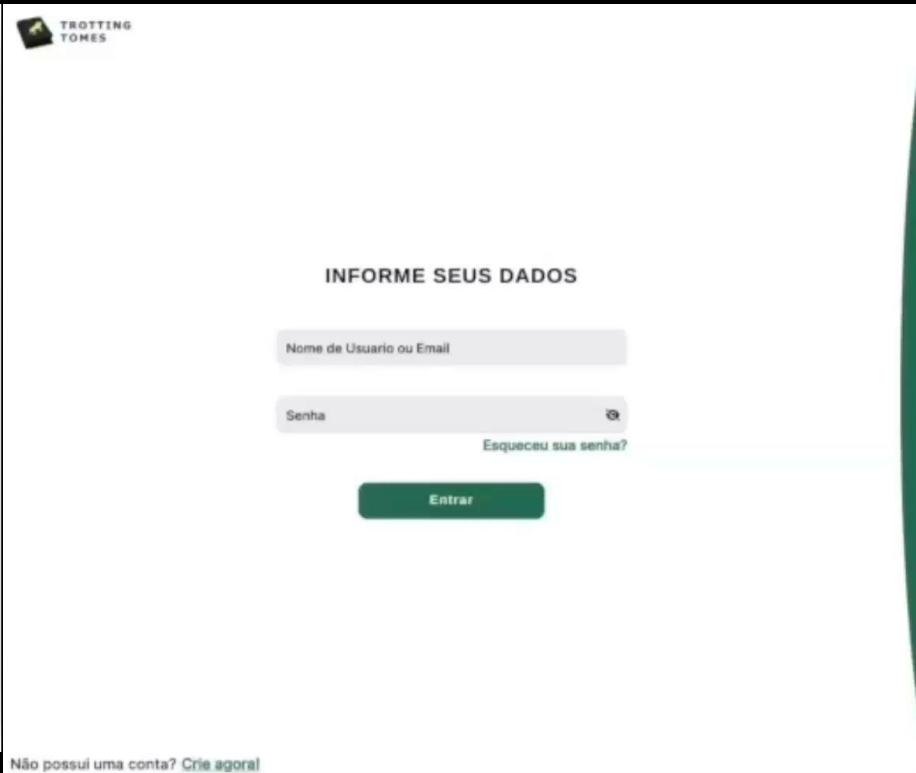 TROTTING
TOMES
INFORME SEUS DADOS
Nome de Usuario ou Email
Senha
Esqueceu sua senha?
Entrar
Não possui uma conta? Crie agora!